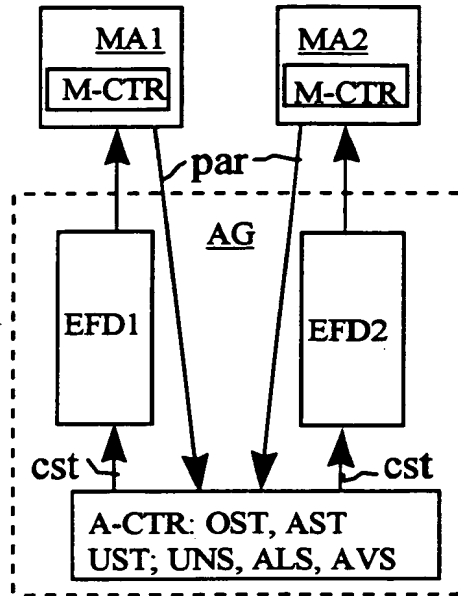 MA1
M-CTR
MA2
M-CTR
par
AG
EFD1
EFD2
cst
cst
A-CTR: OST, AST
UST; UNS, ALS, AVS